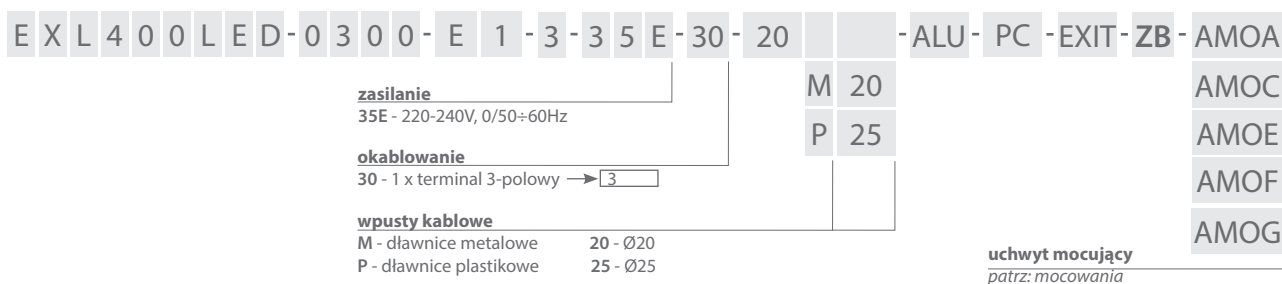 EXL400LED-0300-E1-3-35E-30-20 -ALU-PC-EXIT-ZB-AMOA
zasilanie M 20 AMOC
35E - 220-240V, 0/50÷60Hz
P 25 AMOE
okablowanie
30 - 1 x terminal 3-polowy 3
AMOF
wpusty kablowe
AMOG
M - dławnice metalowe 20 - Ø20
uchwyt mocujący
P - dławnice plastikowe 25 - Ø25
patrz: mocowania